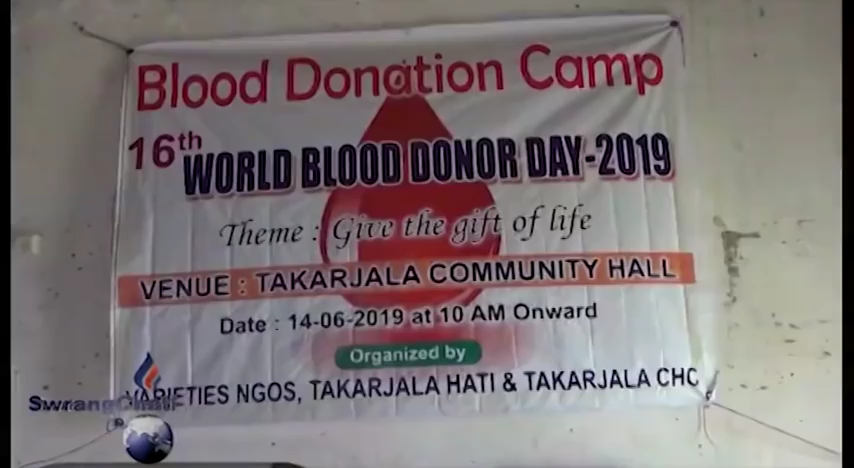 Blood Donation Camp
16th
WORLD BLOOD DONOR DAY-2019
Theme : Give the gift of life
VENUE : TAKARJALA COMMUNITY HALL
Date : 14-06-2019 at 10 AM Onward
Organized by
VARIETIES NGOS, TAKARJALA HATI & TAKARJALA CHC